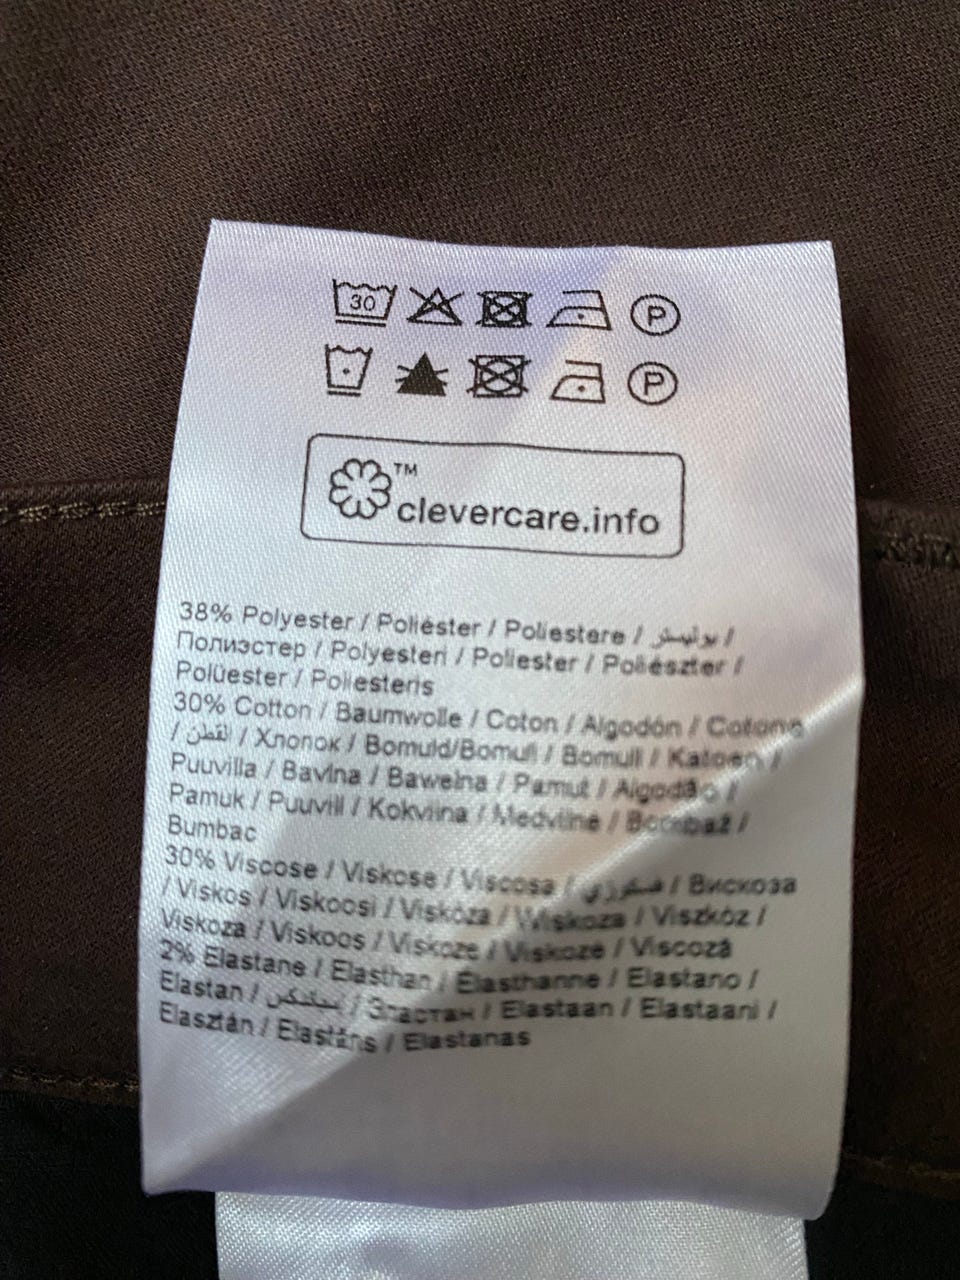 30 P
P
™
clevercare.info
38% Polyester / Poliéster / Poliestere / بوليستر /
Полиэстер / Polyesteri / Poliester / Poliészter /
Polüester / Poliesteris
30% Cotton / Baumwolle / Coton / Algodón / Cotone
/ القطن / Хлопок / Bomuld/Bomull / Bomull / Katoen /
Puuvilla / Bavlna / Bawełna / Pamut / Algodão /
Pamuk / Puuvill / Kokvilna / Medvilnė / Bombaž /
Bumbac
30% Viscose / Viskose / Viscosa / فسكوزي / Вискоза
/ Viskos / Viskoosi / Viskóza / Wiskoza / Viszkóz /
Viskoza / Viskoos / Viskoze / Viskozė / Viscoză
2% Elastane / Elasthan / Élasthanne / Elastano /
Elastan / / Эластан / Elastaan / Elastaani /
Elasztán / Elastāns / Elastanas